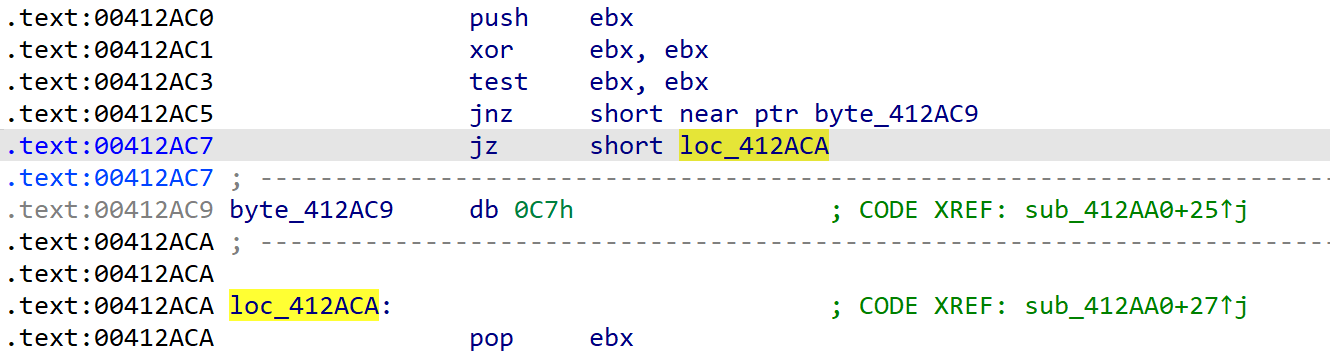 .text:00412AC0 push ebx
.text:00412AC1 xor ebx, ebx
.text:00412AC3 test ebx, ebx
.text:00412AC5 jnz short near ptr byte_412AC9
.text:00412AC7 jz short loc_412ACA
.text:00412AC7 ; ---------------------------------------------------------------------------
.text:00412AC9 byte_412AC9 db 0C7h ; CODE XREF: sub_412AA0+25↑j
.text:00412ACA ; ---------------------------------------------------------------------------
.text:00412ACA
.text:00412ACA loc_412ACA: ; CODE XREF: sub_412AA0+27↑j
.text:00412ACA pop ebx